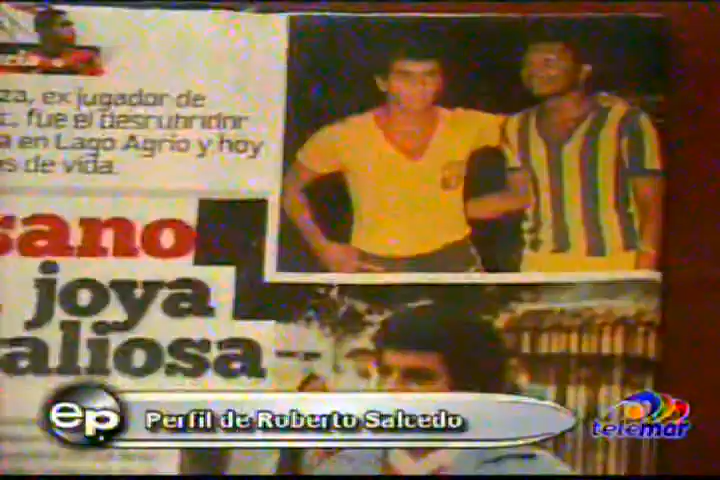 za, ex jugador de
fue el descubridor
a en Lago Agrio y hoy
s de vida.
sano
joya
aliosa
ep Perfil de Roberto Salcedo
telemar